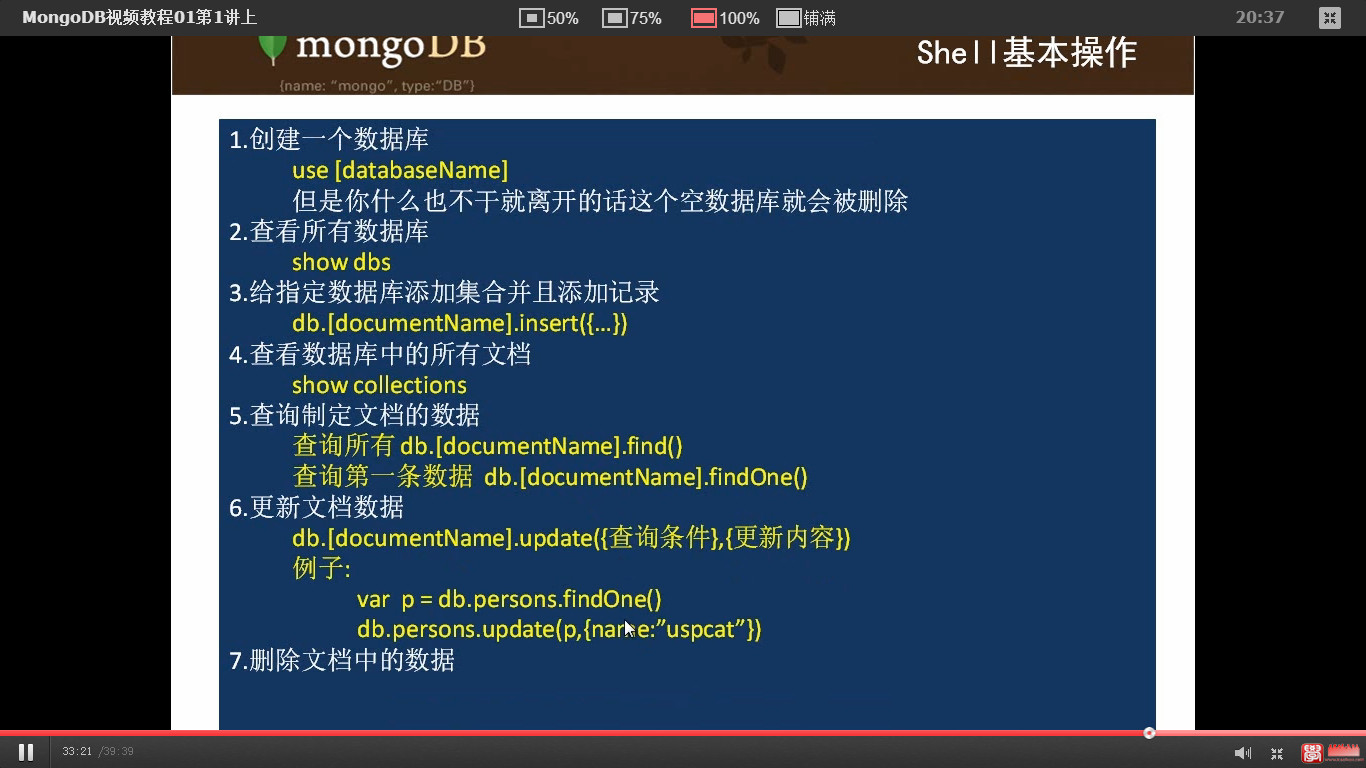 MongoDB视频教程01第1讲上
50%
75%
100%
铺满
20:37
mongoDB
{name: “mongo”, type:“DB”}
Shell基本操作
1.创建一个数据库
use [databaseName]
但是你什么也不干就离开的话这个空数据库就会被删除
2.查看所有数据库
show dbs
3.给指定数据库添加集合并且添加记录
db.[documentName].insert({...})
4.查看数据库中的所有文档
show collections
5.查询制定文档的数据
查询所有 db.[documentName].find()
查询第一条数据 db.[documentName].findOne()
6.更新文档数据
db.[documentName].update({查询条件},{更新内容})
例子:
var p = db.persons.findOne()
db.persons.update(p,{name:”uspcat”})
7.删除文档中的数据
33:21 /39:39